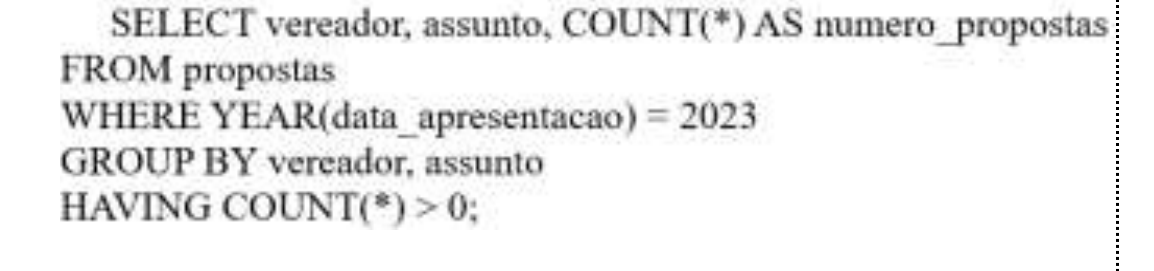 SELECT vereador, assunto, COUNT(*) AS numero_propostas
FROM propostas
WHERE YEAR(data_apresentacao) = 2023
GROUP BY vereador, assunto
HAVING COUNT(*) > 0;